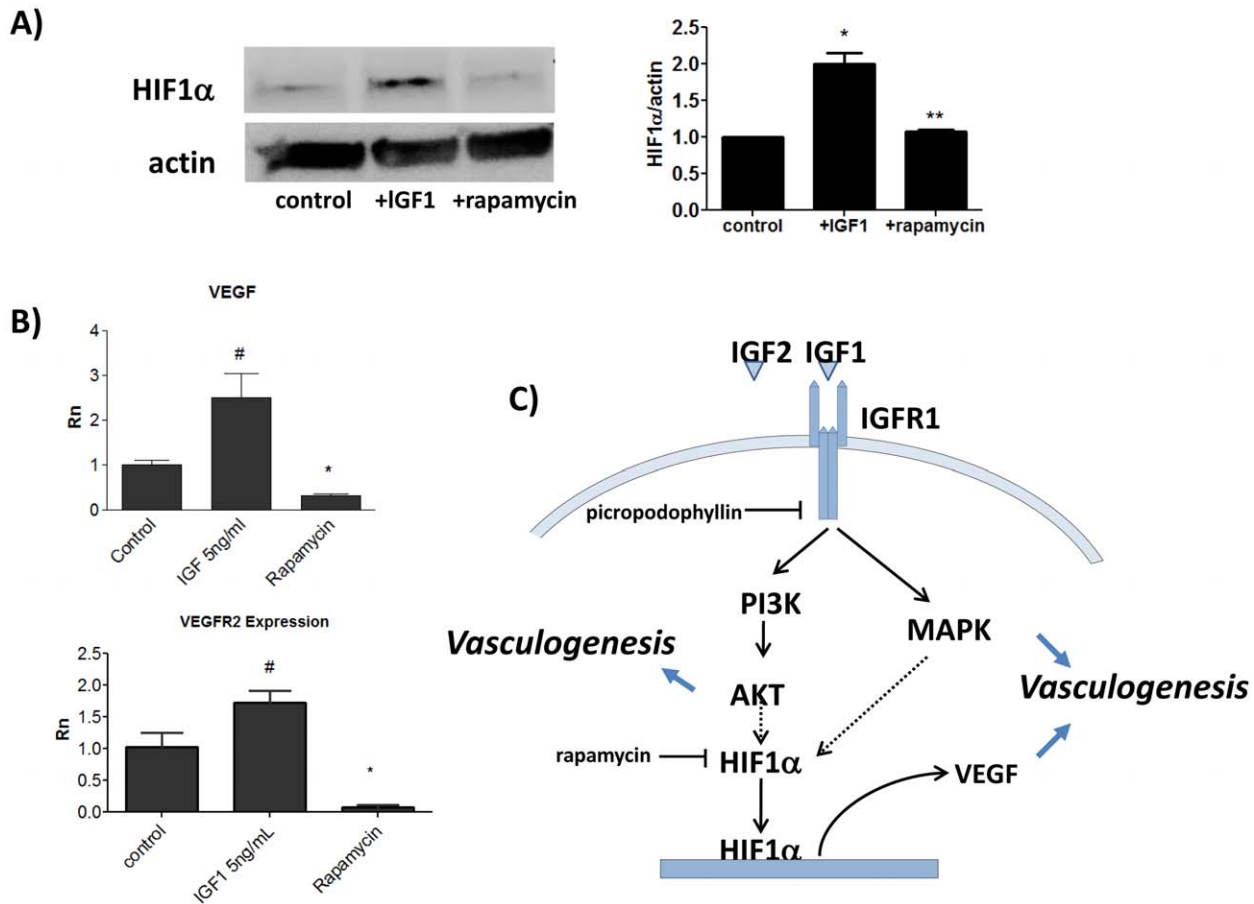 A)
HIF1α
actin
control +IGF1 +rapamycin
HIF1α/actin
2.5
2.0
1.5
1.0
0.5
0.0
*
**
control +IGF1 +rapamycin
B)
VEGF
Rn
4
3
2
1
0
#
*
Control
IGF 5ng/ml
Rapamycin
VEGFR2 Expression
Rn
2.5
2.0
1.5
1.0
0.5
0.0
#
*
control
IGF1 5ng/mL
Rapamycin
C)
IGF2 IGF1
IGFR1
picropodophyllin
PI3K
MAPK
Vasculogenesis
AKT
Vasculogenesis
rapamycin
HIF1α
VEGF
HIF1α